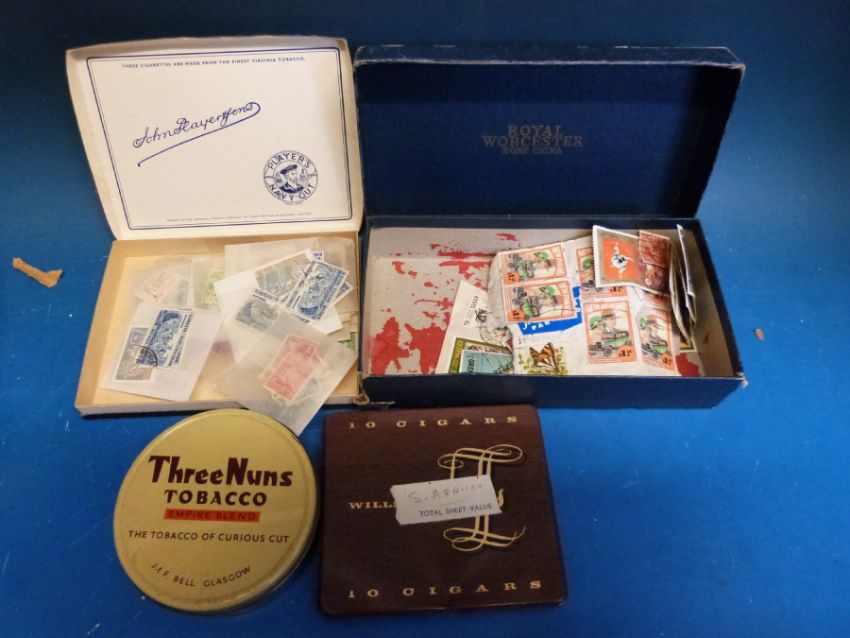 THESE CIGARETTES ARE MADE FROM THE FINEST VIRGINIA TOBACCO.
John Player & Sons
PLAYER'S
NAVY CUT
ROYAL
WORCESTER
BONE CHINA
Three Nuns
TOBACCO
EMPIRE BLEND
THE TOBACCO OF CURIOUS CUT
J. & F. BELL. GLASGOW
10 CIGARS
WILLS
S. AFRICA
TOTAL SHEET VALUE
10 CIGARS